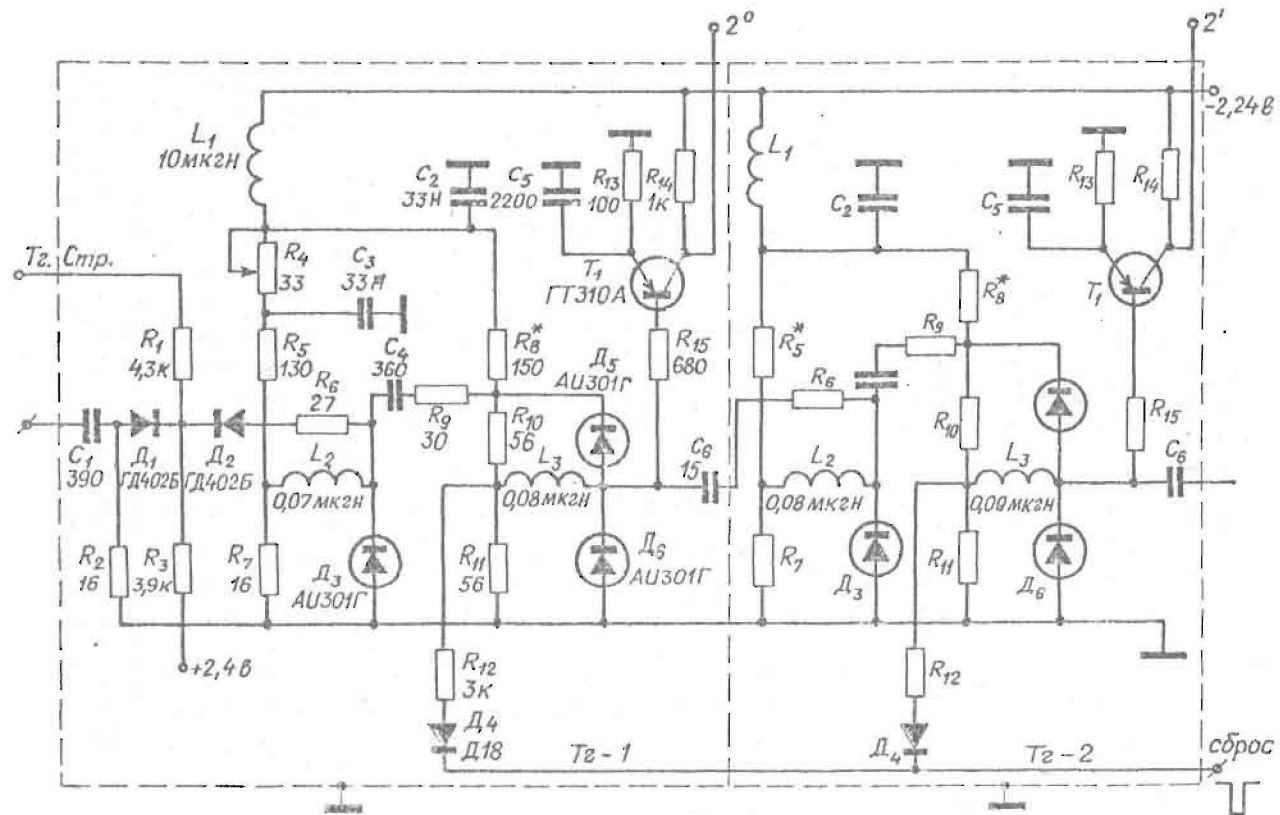 2⁰
2'
-2,24в
L₁
10мкгн
C₂
33Н
C₅
2200
R₁₃
100
R₁₄
1к
L₁
C₂
C₅
R₁₃
R₁₄
Тг. Стр.
R₄
33
C₃
33Н
T₁
ГТ310А
R₈*
T₁
R₁
4,3к
R₅
130
C₄
360
R₈*
150
Д₅
АИ301Г
R₁₅
680
R₅*
R₉
R₆
27
R₉
30
R₁₀
56
R₆
R₁₀
R₁₅
C₁
390
Д₁
ГД402Б
Д₂
ГД402Б
L₂
0,07мкгн
L₃
0,08мкгн
C₆
15
L₂
0,08мкгн
L₃
0,09мкгн
C₆
R₂
16
R₃
3,9к
R₇
16
Д₃
АИ301Г
R₁₁
56
Д₆
АИ301Г
R₇
Д₃
R₁₁
Д₆
+2,4в
R₁₂
3к
R₁₂
Д₄
Д18
Тг-1
Д₄
Тг-2
сброс